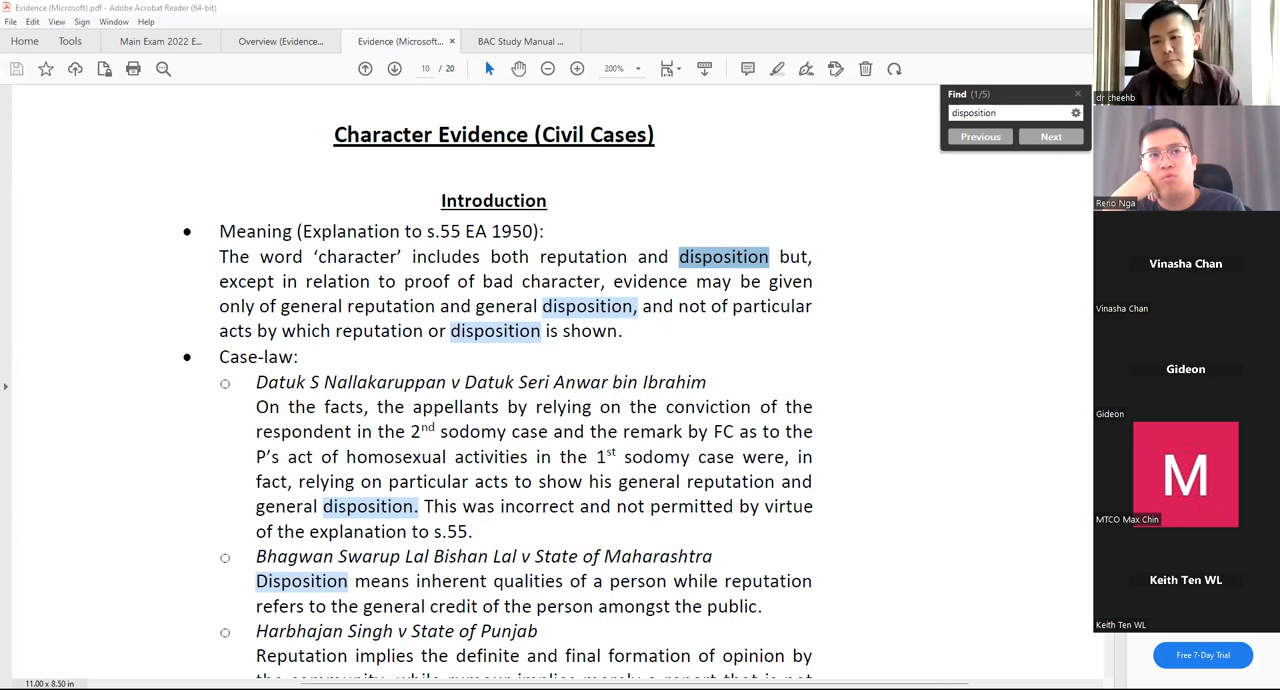 Evidence (Microsoft).pdf - Adobe Acrobat Reader (64-bit)
File Edit View Sign Window Help
Home Tools Main Exam 2022 E... Overview (Evidence... Evidence (Microsoft... × BAC Study Manual ...
10 / 20 200%
Find (1/5)
disposition
Previous Next
Character Evidence (Civil Cases)
Introduction
• Meaning (Explanation to s.55 EA 1950):
The word ‘character’ includes both reputation and disposition but,
except in relation to proof of bad character, evidence may be given
only of general reputation and general disposition, and not of particular
acts by which reputation or disposition is shown.
• Case-law:
○ Datuk S Nallakaruppan v Datuk Seri Anwar bin Ibrahim
On the facts, the appellants by relying on the conviction of the
respondent in the 2nd sodomy case and the remark by FC as to the
P’s act of homosexual activities in the 1st sodomy case were, in
fact, relying on particular acts to show his general reputation and
general disposition. This was incorrect and not permitted by virtue
of the explanation to s.55.
○ Bhagwan Swarup Lal Bishan Lal v State of Maharashtra
Disposition means inherent qualities of a person while reputation
refers to the general credit of the person amongst the public.
○ Harbhajan Singh v State of Punjab
Reputation implies the definite and final formation of opinion by
11.00 x 8.50 in
dr cheehb
Reno Nga
Vinasha Chan
Vinasha Chan
Gideon
Gideon
M
MTCO Max Chin
Keith Ten WL
Keith Ten WL
Free 7-Day Trial